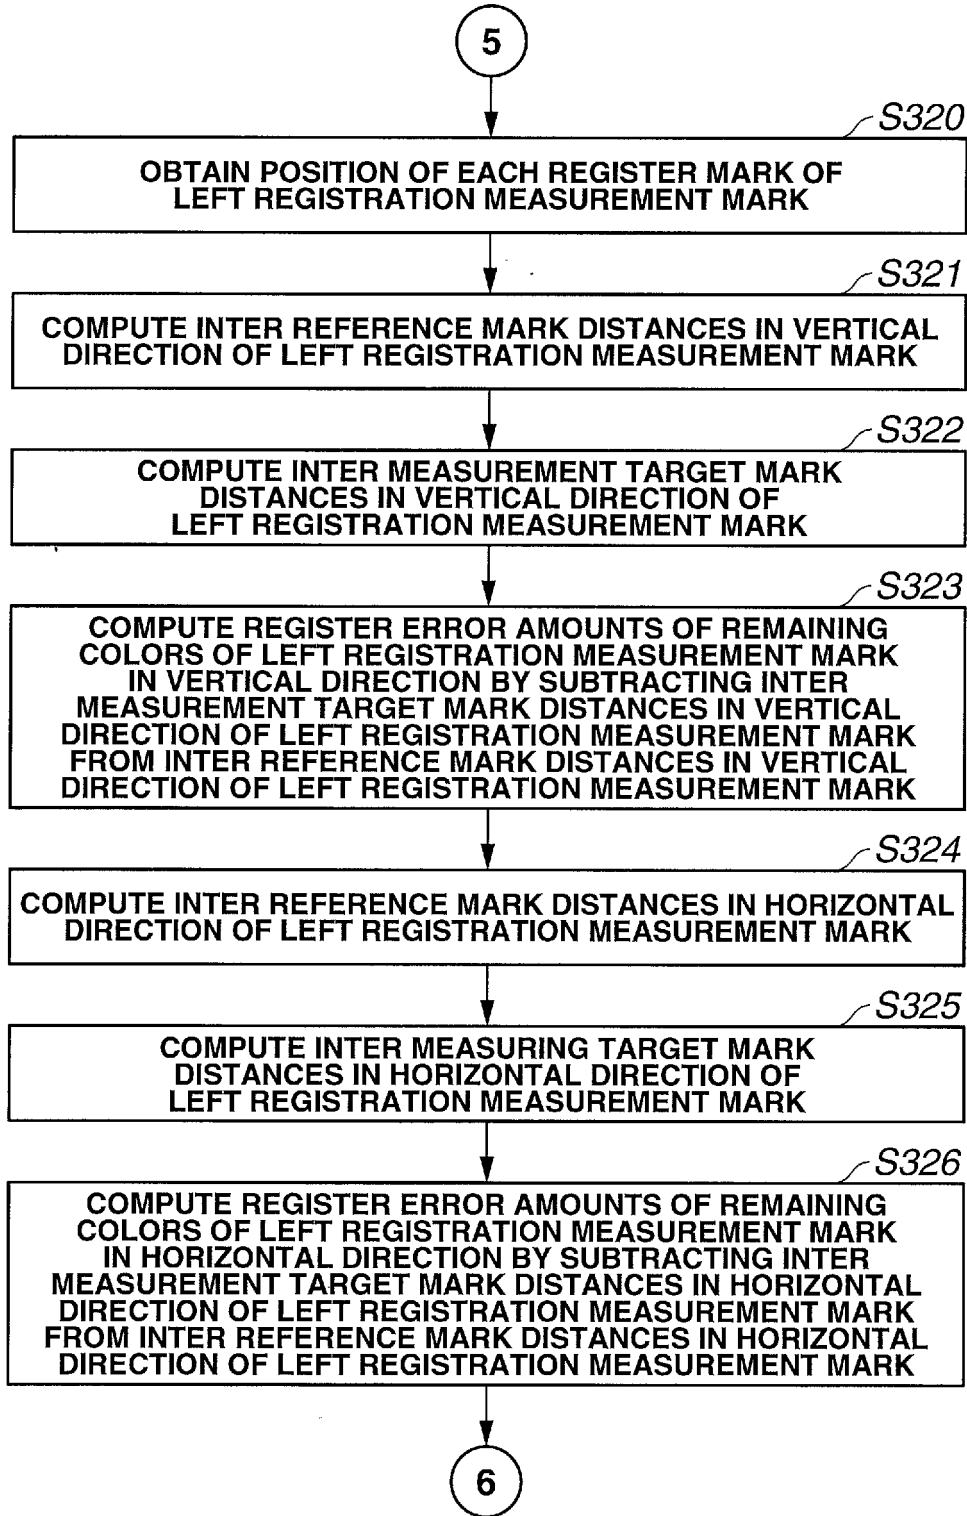 5
S320
OBTAIN POSITION OF EACH REGISTER MARK OF
LEFT REGISTRATION MEASUREMENT MARK
S321
COMPUTE INTER REFERENCE MARK DISTANCES IN VERTICAL
DIRECTION OF LEFT REGISTRATION MEASUREMENT MARK
S322
COMPUTE INTER MEASUREMENT TARGET MARK
DISTANCES IN VERTICAL DIRECTION OF
LEFT REGISTRATION MEASUREMENT MARK
S323
COMPUTE REGISTER ERROR AMOUNTS OF REMAINING
COLORS OF LEFT REGISTRATION MEASUREMENT MARK
IN VERTICAL DIRECTION BY SUBTRACTING INTER
MEASUREMENT TARGET MARK DISTANCES IN VERTICAL
DIRECTION OF LEFT REGISTRATION MEASUREMENT MARK
FROM INTER REFERENCE MARK DISTANCES IN VERTICAL
DIRECTION OF LEFT REGISTRATION MEASUREMENT MARK
S324
COMPUTE INTER REFERENCE MARK DISTANCES IN HORIZONTAL
DIRECTION OF LEFT REGISTRATION MEASUREMENT MARK
S325
COMPUTE INTER MEASURING TARGET MARK
DISTANCES IN HORIZONTAL DIRECTION OF
LEFT REGISTRATION MEASUREMENT MARK
S326
COMPUTE REGISTER ERROR AMOUNTS OF REMAINING
COLORS OF LEFT REGISTRATION MEASUREMENT MARK
IN HORIZONTAL DIRECTION BY SUBTRACTING INTER
MEASUREMENT TARGET MARK DISTANCES IN HORIZONTAL
DIRECTION OF LEFT REGISTRATION MEASUREMENT MARK
FROM INTER REFERENCE MARK DISTANCES IN HORIZONTAL
DIRECTION OF LEFT REGISTRATION MEASUREMENT MARK
6